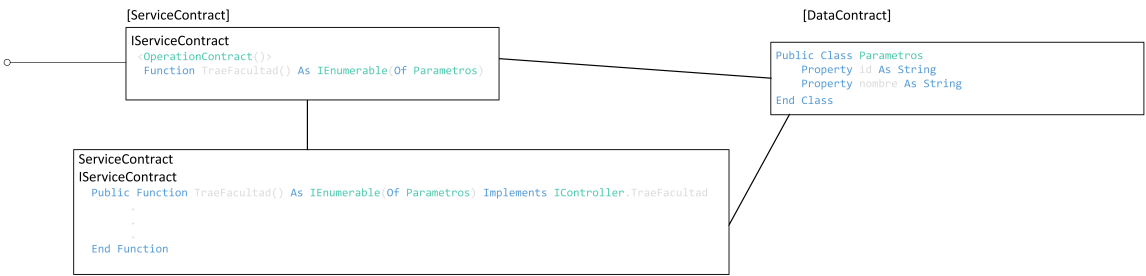 [ServiceContract]
IServiceContract
<OperationContract()>
Function TraeFacultad() As IEnumerable(Of Parametros)
[DataContract]
Public Class Parametros
Property id As String
Property nombre As String
End Class
ServiceContract
IServiceContract
Public Function TraeFacultad() As IEnumerable(Of Parametros) Implements IController.TraeFacultad
.
.
.
End Function